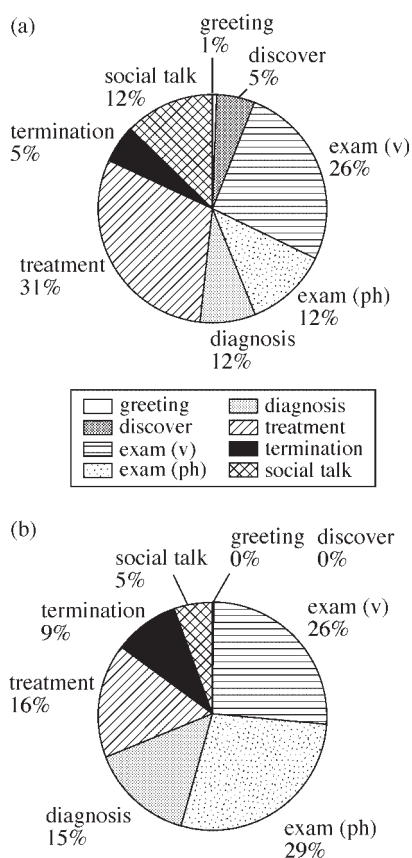 (a)
greeting
1%
discover
5%
social talk
12%
termination
5%
exam (v)
26%
treatment
31%
exam (ph)
12%
diagnosis
12%
greeting
diagnosis
discover
treatment
exam (v)
termination
exam (ph)
social talk
(b)
greeting
0%
discover
0%
social talk
5%
exam (v)
26%
termination
9%
treatment
16%
diagnosis
15%
exam (ph)
29%